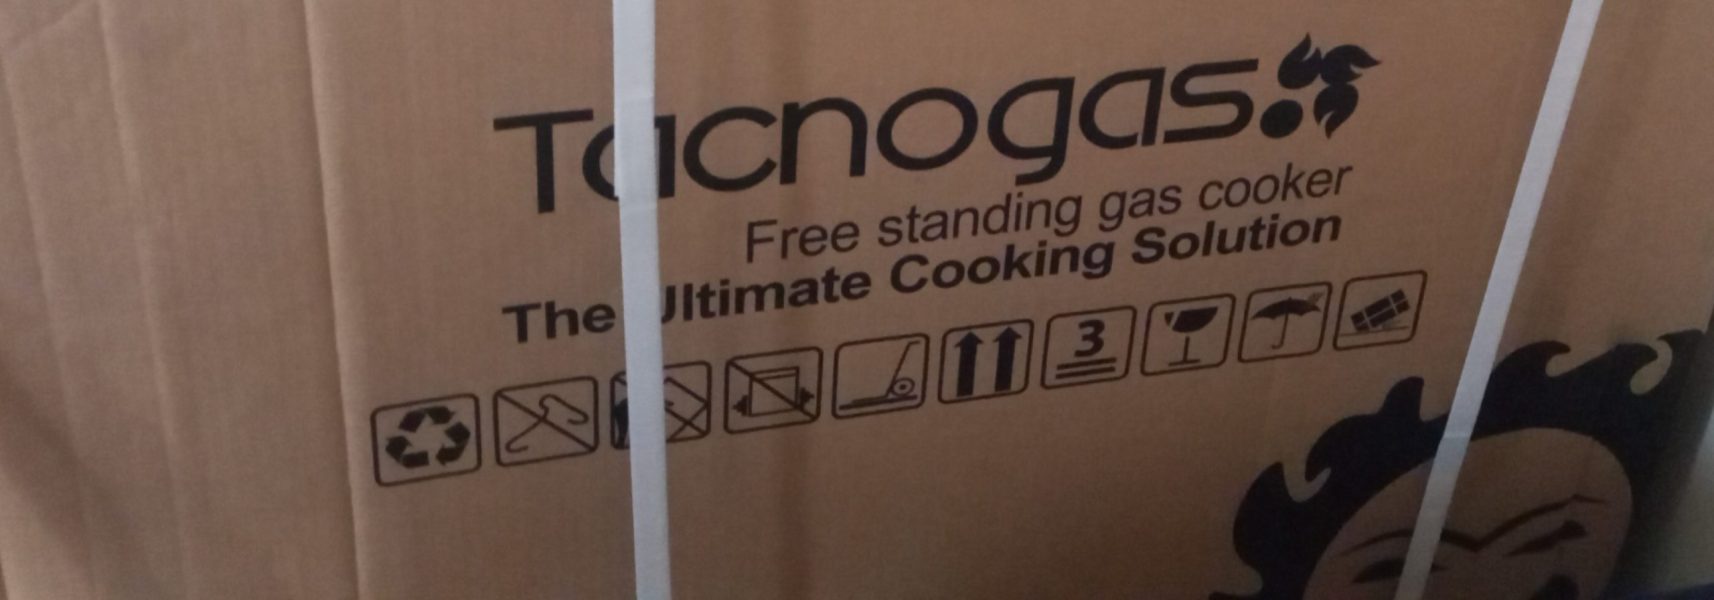 Tacnogas
Free standing gas cooker
The Ultimate Cooking Solution
3